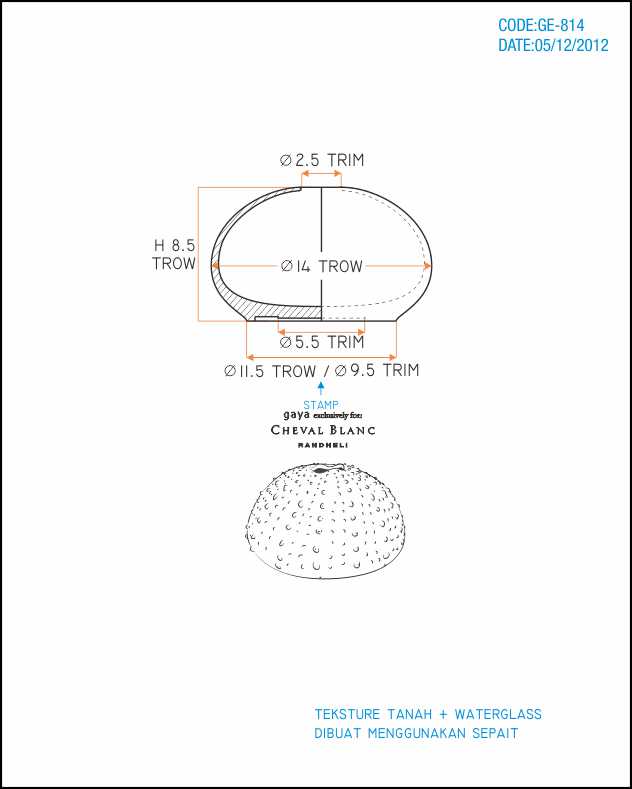 CODE:GE-814
DATE:05/12/2012
∅2.5 TRIM
H 8.5
TROW
∅14 TROW
∅5.5 TRIM
∅11.5 TROW / ∅9.5 TRIM
STAMP
gaya exclusively for:
CHEVAL BLANC
RANDHELI
TEKSTURE TANAH + WATERGLASS
DIBUAT MENGGUNAKAN SEPAIT